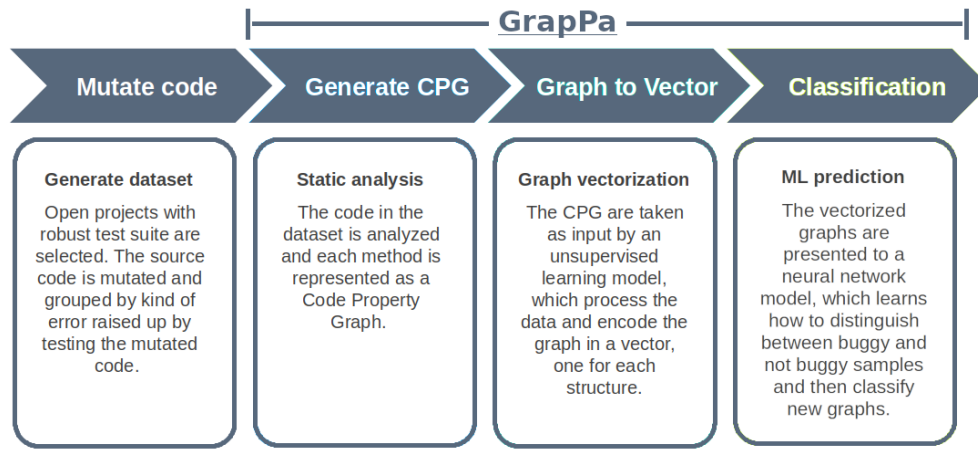 GrapPa
Mutate code
Generate CPG
Graph to Vector
Classification
Generate dataset
Open projects with
robust test suite are
selected. The source
code is mutated and
grouped by kind of
error raised up by
testing the mutated
code.
Static analysis
The code in the
dataset is analyzed
and each method is
represented as a
Code Property
Graph.
Graph vectorization
The CPG are taken
as input by an
unsupervised
learning model,
which process the
data and encode the
graph in a vector,
one for each
structure.
ML prediction
The vectorized
graphs are
presented to a
neural network
model, which learns
how to distinguish
between buggy and
not buggy samples
and then classify
new graphs.